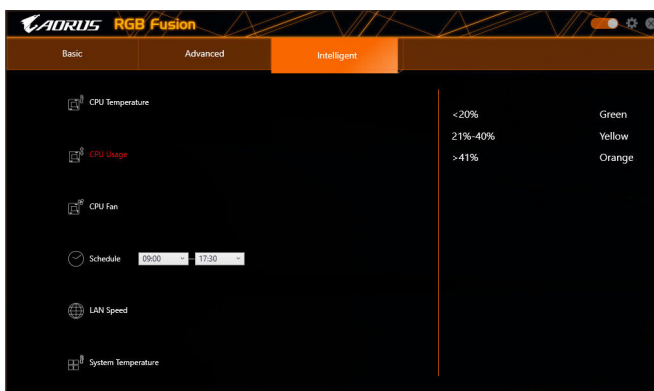 AORUS RGB Fusion
Basic Advanced Intelligent
CPU Temperature
CPU Usage
CPU Fan
Schedule 09:00 – 17:30
LAN Speed
System Temperature
<20% Green
21%-40% Yellow
>41% Orange